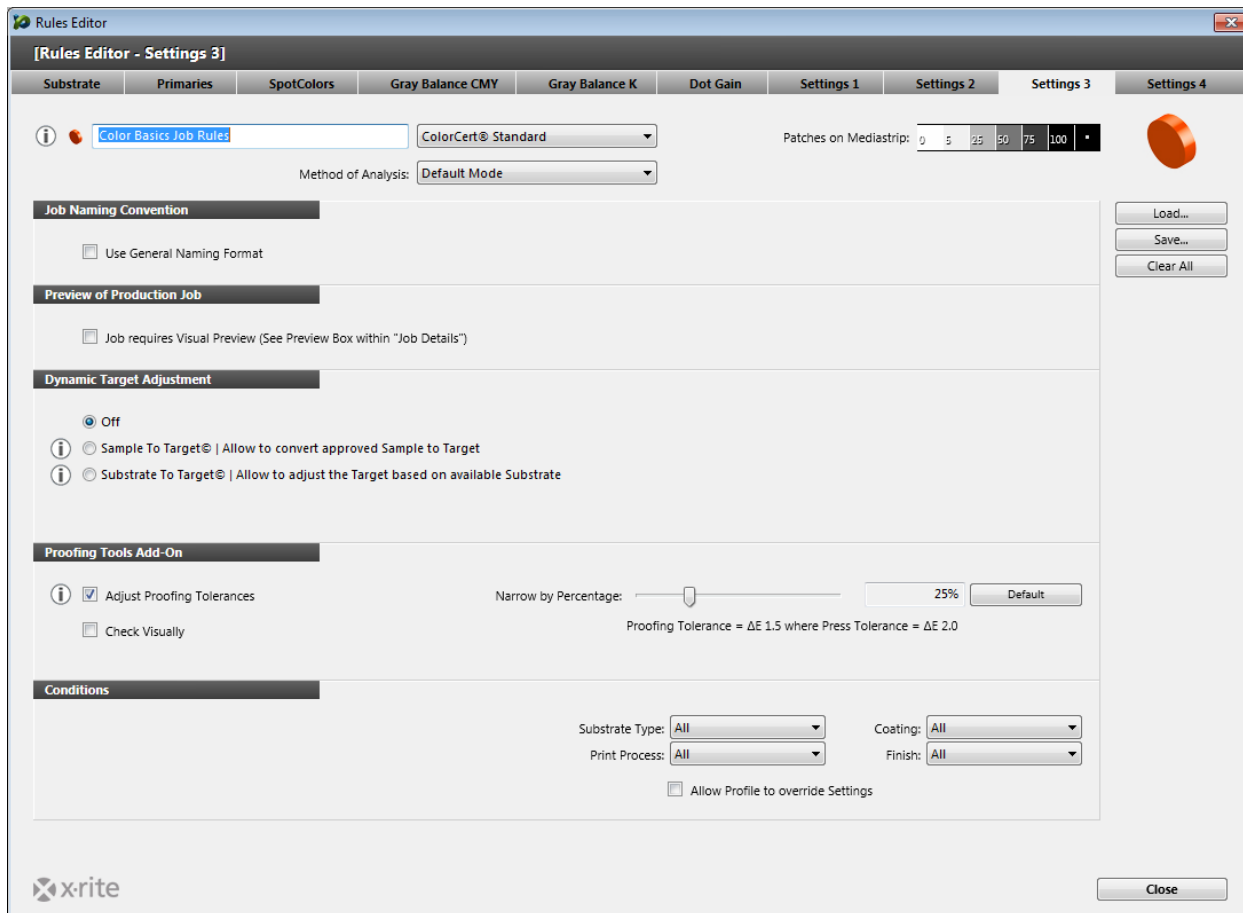 Rules Editor
[Rules Editor - Settings 3]
Substrate Primaries SpotColors Gray Balance CMY Gray Balance K Dot Gain Settings 1 Settings 2 Settings 3 Settings 4
Color Basics Job Rules ColorCert® Standard Patches on Mediastrip: 0 5 25 50 75 100 *
Method of Analysis: Default Mode
Job Naming Convention Load...
Save...
Use General Naming Format
Clear All
Preview of Production Job
Job requires Visual Preview (See Preview Box within "Job Details")
Dynamic Target Adjustment
Off
Sample To Target© | Allow to convert approved Sample to Target
Substrate To Target© | Allow to adjust the Target based on available Substrate
Proofing Tools Add-On
Adjust Proofing Tolerances Narrow by Percentage: 25% Default
Check Visually Proofing Tolerance = ΔE 1.5 where Press Tolerance = ΔE 2.0
Conditions
Substrate Type: All Coating: All
Print Process: All Finish: All
Allow Profile to override Settings
x·rite Close